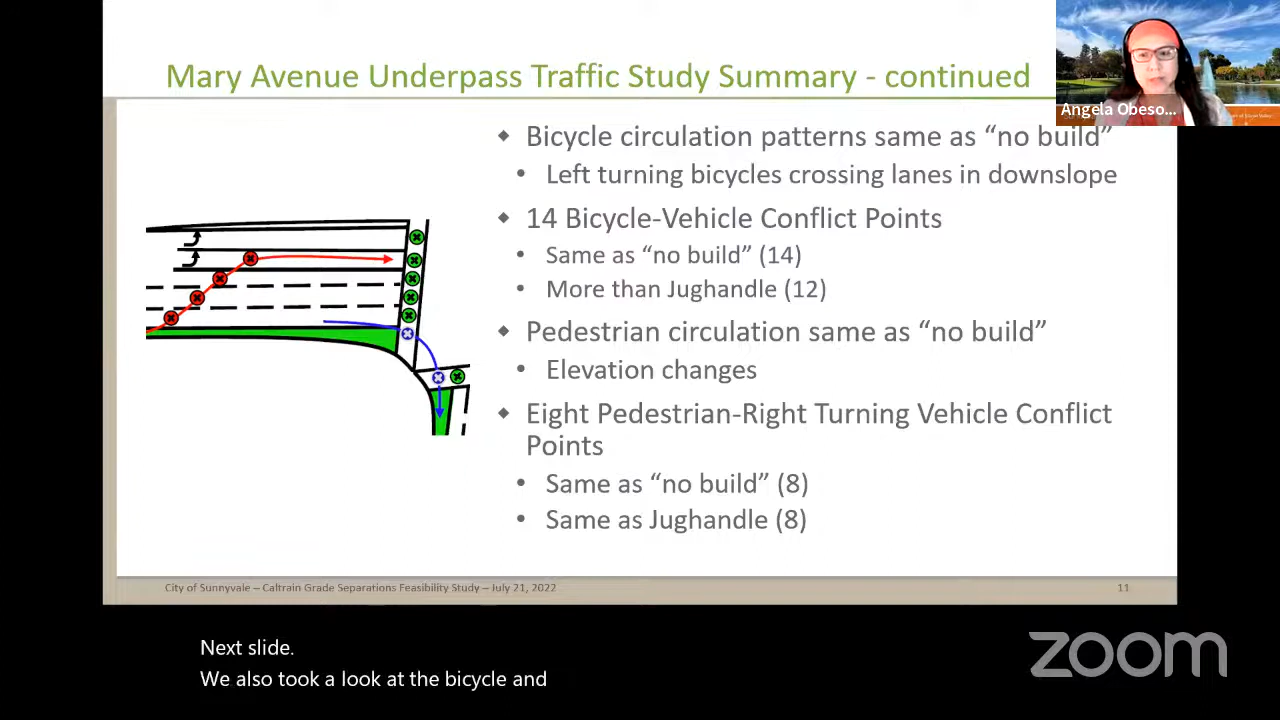 Mary Avenue Underpass Traffic Study Summary - continued
Angela Obeso...
Bicycle circulation patterns same as “no build”
Left turning bicycles crossing lanes in downslope
14 Bicycle-Vehicle Conflict Points
Same as “no build” (14)
More than Jughandle (12)
Pedestrian circulation same as “no build”
Elevation changes
Eight Pedestrian-Right Turning Vehicle Conflict
Points
Same as “no build” (8)
Same as Jughandle (8)
City of Sunnyvale – Caltrain Grade Separations Feasibility Study – July 21, 2022
11
Next slide.
We also took a look at the bicycle and
zoom